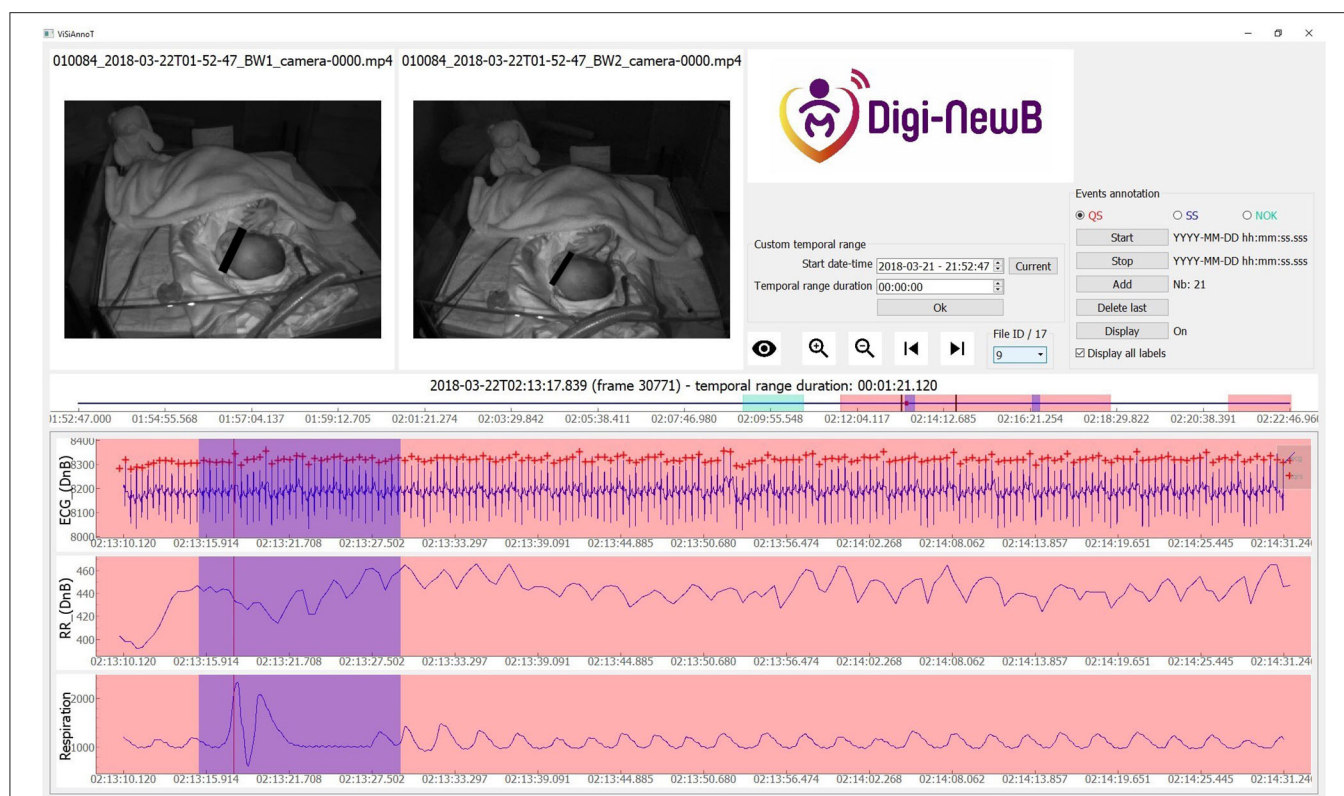 ViSiAnnoT
010084_2018-03-22T01-52-47_BW1_camera-0000.mp4
010084_2018-03-22T01-52-47_BW2_camera-0000.mp4
Digi-NewB
Events annotation
QS SS NOK
Start YYYY-MM-DD hh:mm:ss.sss
Stop YYYY-MM-DD hh:mm:ss.sss
Add Nb: 21
Delete last
Display On
Display all labels
Custom temporal range
Start date-time 2018-03-21 - 21:52:47 Current
Temporal range duration 00:00:00
Ok
File ID / 17
9
2018-03-22T02:13:17.839 (frame 30771) - temporal range duration: 00:01:21.120
01:52:47.000 01:54:55.568 01:57:04.137 01:59:12.705 02:01:21.274 02:03:29.842 02:05:38.411 02:07:46.980 02:09:55.548 02:12:04.117 02:14:12.685 02:16:21.254 02:18:29.822 02:20:38.391 02:22:46.960
ECG_(DnB)
8400
8300
8200
8100
8000
02:13:10.120 02:13:15.914 02:13:21.708 02:13:27.502 02:13:33.297 02:13:39.091 02:13:44.885 02:13:50.680 02:13:56.474 02:14:02.268 02:14:08.062 02:14:13.857 02:14:19.651 02:14:25.445 02:14:31.240
RR_(DnB)
460
440
420
400
02:13:10.120 02:13:15.914 02:13:21.708 02:13:27.502 02:13:33.297 02:13:39.091 02:13:44.885 02:13:50.680 02:13:56.474 02:14:02.268 02:14:08.062 02:14:13.857 02:14:19.651 02:14:25.445 02:14:31.240
Respiration
2000
1000
02:13:10.120 02:13:15.914 02:13:21.708 02:13:27.502 02:13:33.297 02:13:39.091 02:13:44.885 02:13:50.680 02:13:56.474 02:14:02.268 02:14:08.062 02:14:13.857 02:14:19.651 02:14:25.445 02:14:31.240